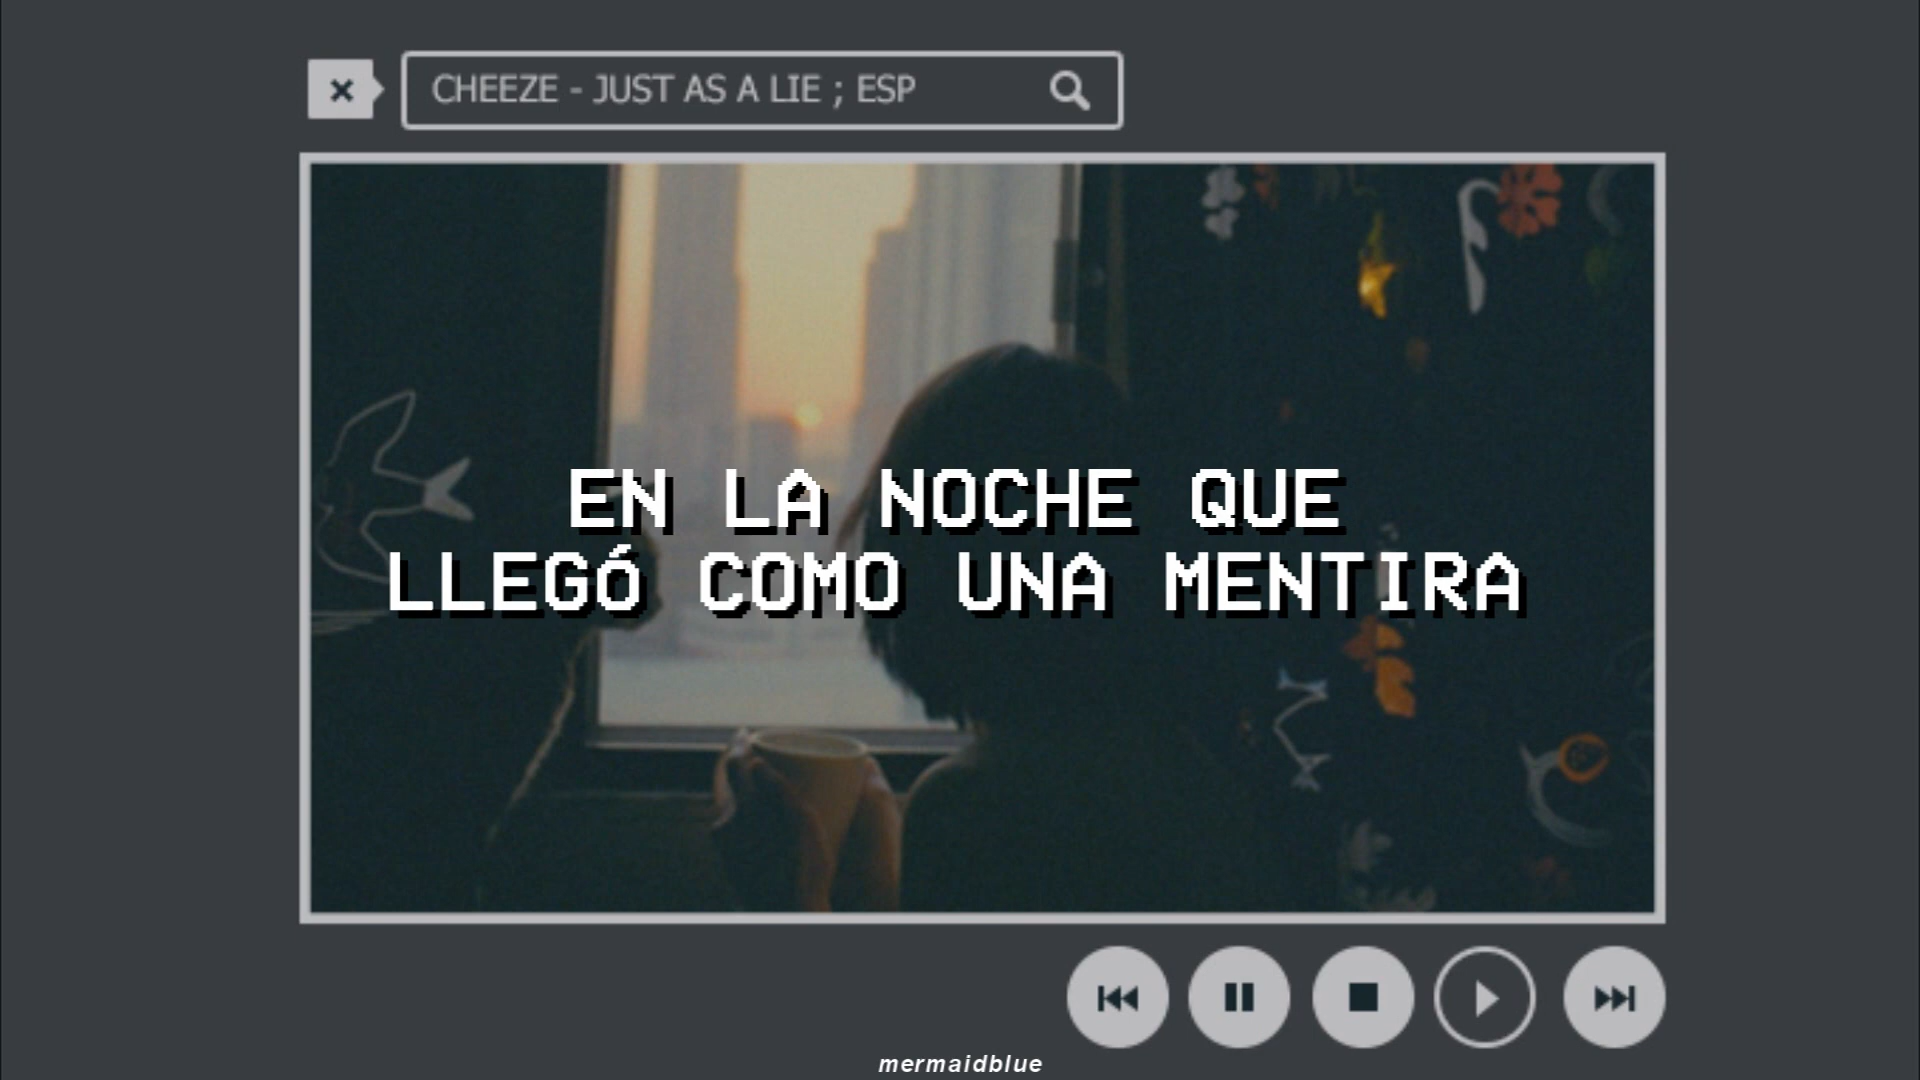 CHEEZE - JUST AS A LIE ; ESP
EN LA NOCHE QUE
LLEGÓ COMO UNA MENTIRA
mermaidblue